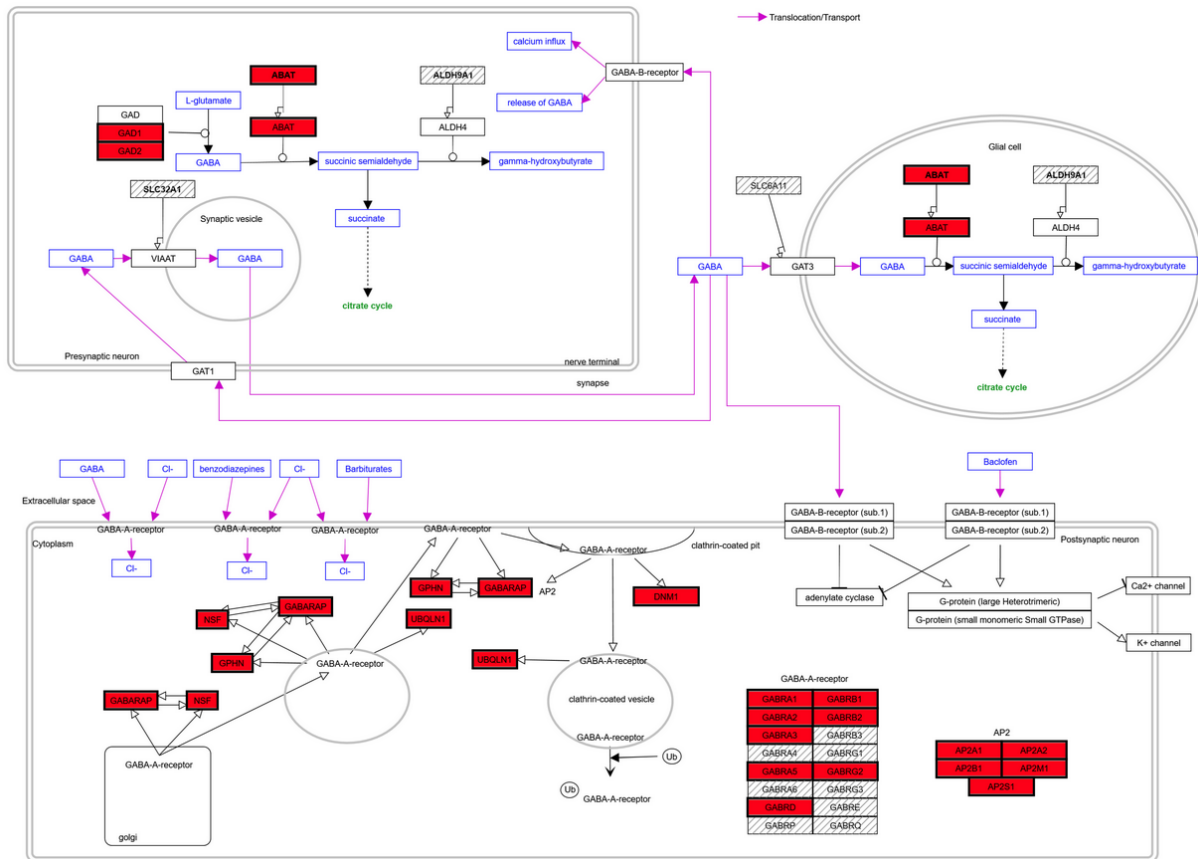 Translocation/Transport
calcium influx
GABA-B-receptor
release of GABA
ABAT
ALDH9A1
L-glutamate
GAD
GAD1
GAD2
ABAT
ALDH4
GABA
succinic semialdehyde
gamma-hydroxybutyrate
SLC32A1
Synaptic vesicle
succinate
GABA
VIAAT
GABA
citrate cycle
Presynaptic neuron
nerve terminal
GAT1
synapse
Glial cell
SLC6A11
ABAT
ALDH9A1
ABAT
ALDH4
GABA
GAT3
GABA
succinic semialdehyde
gamma-hydroxybutyrate
succinate
citrate cycle
GABA
Cl-
benzodiazepines
Cl-
Barbiturates
Baclofen
Extracellular space
GABA-A-receptor
GABA-A-receptor
GABA-A-receptor
GABA-A-receptor
GABA-B-receptor (sub.1)
GABA-B-receptor (sub.2)
GABA-B-receptor (sub.1)
GABA-B-receptor (sub.2)
Cytoplasm
GABA-A-receptor
clathrin-coated pit
Postsynaptic neuron
Cl-
Cl-
Cl-
GPHN
GABARAP
AP2
DNM1
adenylate cyclase
Ca2+ channel
G-protein (large Heterotrimeric)
G-protein (small monomeric Small GTPase)
K+ channel
NSF
GABARAP
UBQLN1
GPHN
GABA-A-receptor
UBQLN1
GABA-A-receptor
GABARAP
NSF
clathrin-coated vesicle
GABA-A-receptor
GABA-A-receptor
golgi
Ub
Ub
GABA-A-receptor
GABA-A-receptor
GABRA1
GABRB1
GABRA2
GABRB2
GABRA3
GABRB3
GABRA4
GABRG1
GABRA5
GABRG2
GABRA6
GABRG3
GABRD
GABRE
GABRP
GABRQ
AP2
AP2A1
AP2A2
AP2B1
AP2M1
AP2S1